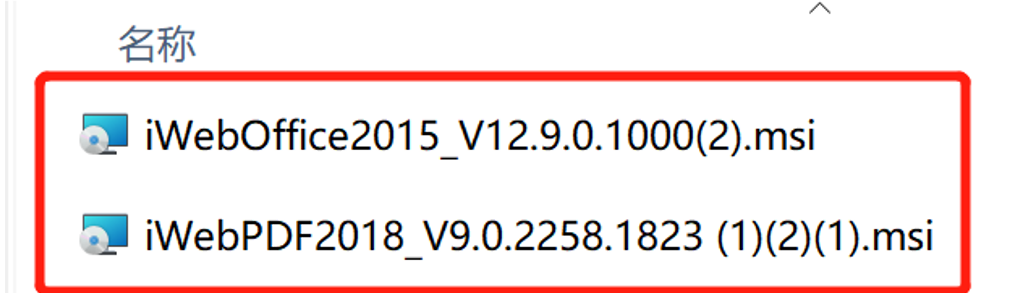 名称
iWebOffice2015_V12.9.0.1000(2).msi
iWebPDF2018_V9.0.2258.1823 (1)(2)(1).msi